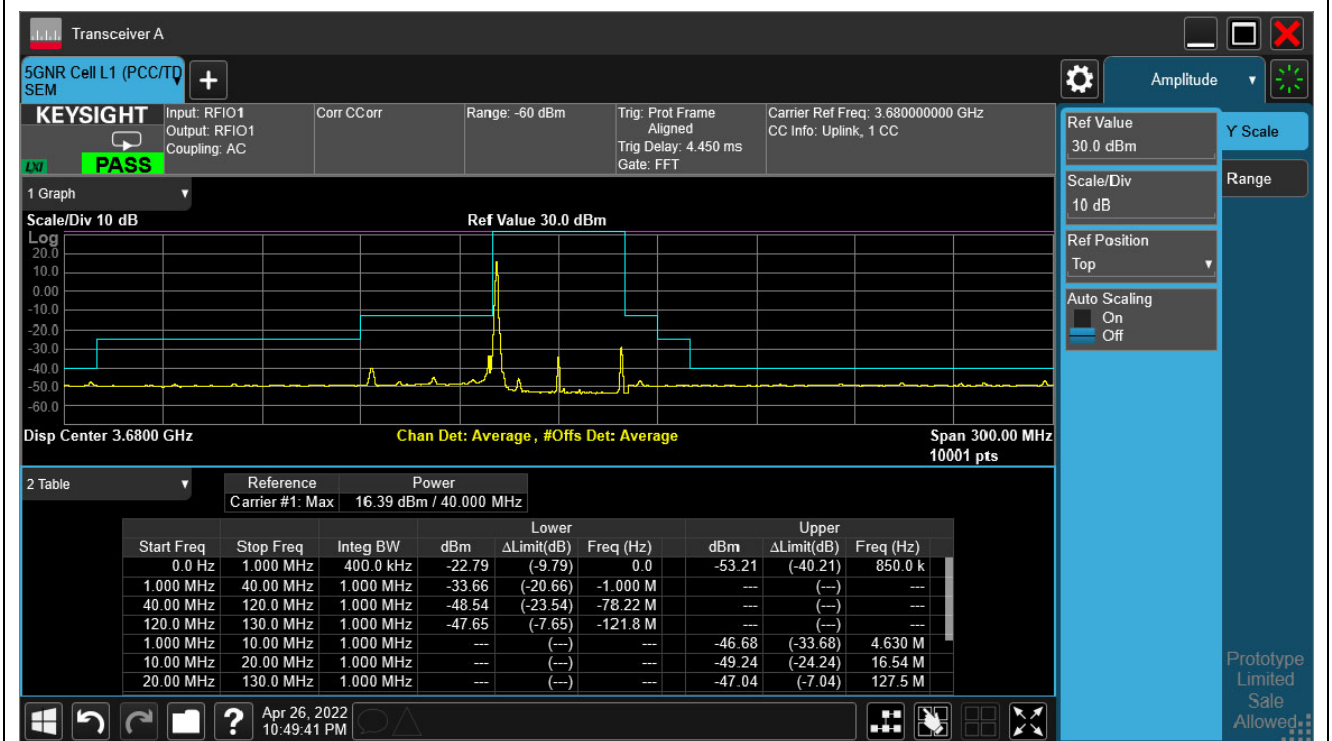 Transceiver A
5GNR Cell L1 (PCC/TD
SEM
+
Amplitude
KEYSIGHT
LXI
PASS
Input: RFIO1
Output: RFIO1
Coupling: AC
Corr CCorr
Range: -60 dBm
Trig: Prot Frame
Aligned
Trig Delay: 4.450 ms
Gate: FFT
Carrier Ref Freq: 3.680000000 GHz
CC Info: Uplink, 1 CC
Ref Value
30.0 dBm
Y Scale
Scale/Div
10 dB
Range
Ref Position
Top
Auto Scaling
On
Off
1 Graph
Scale/Div 10 dB
Ref Value 30.0 dBm
Log
20.0
10.0
0.00
-10.0
-20.0
-30.0
-40.0
-50.0
-60.0
Disp Center 3.6800 GHz
Chan Det: Average , #Offs Det: Average
Span 300.00 MHz
10001 pts
2 Table
Reference Power
Carrier #1: Max 16.39 dBm / 40.000 MHz
Lower Upper
Start Freq Stop Freq Integ BW dBm ΔLimit(dB) Freq (Hz) dBm ΔLimit(dB) Freq (Hz)
0.0 Hz 1.000 MHz 400.0 kHz -22.79 (-9.79) 0.0 -53.21 (-40.21) 850.0 k
1.000 MHz 40.00 MHz 1.000 MHz -33.66 (-20.66) -1.000 M --- (---) ---
40.00 MHz 120.0 MHz 1.000 MHz -48.54 (-23.54) -78.22 M --- (---) ---
120.0 MHz 130.0 MHz 1.000 MHz -47.65 (-7.65) -121.8 M --- (---) ---
1.000 MHz 10.00 MHz 1.000 MHz --- (---) --- -46.68 (-33.68) 4.630 M
10.00 MHz 20.00 MHz 1.000 MHz --- (---) --- -49.24 (-24.24) 16.54 M
20.00 MHz 130.0 MHz 1.000 MHz --- (---) --- -47.04 (-7.04) 127.5 M
Prototype
Limited
Sale
Allowed
?
Apr 26, 2022
10:49:41 PM